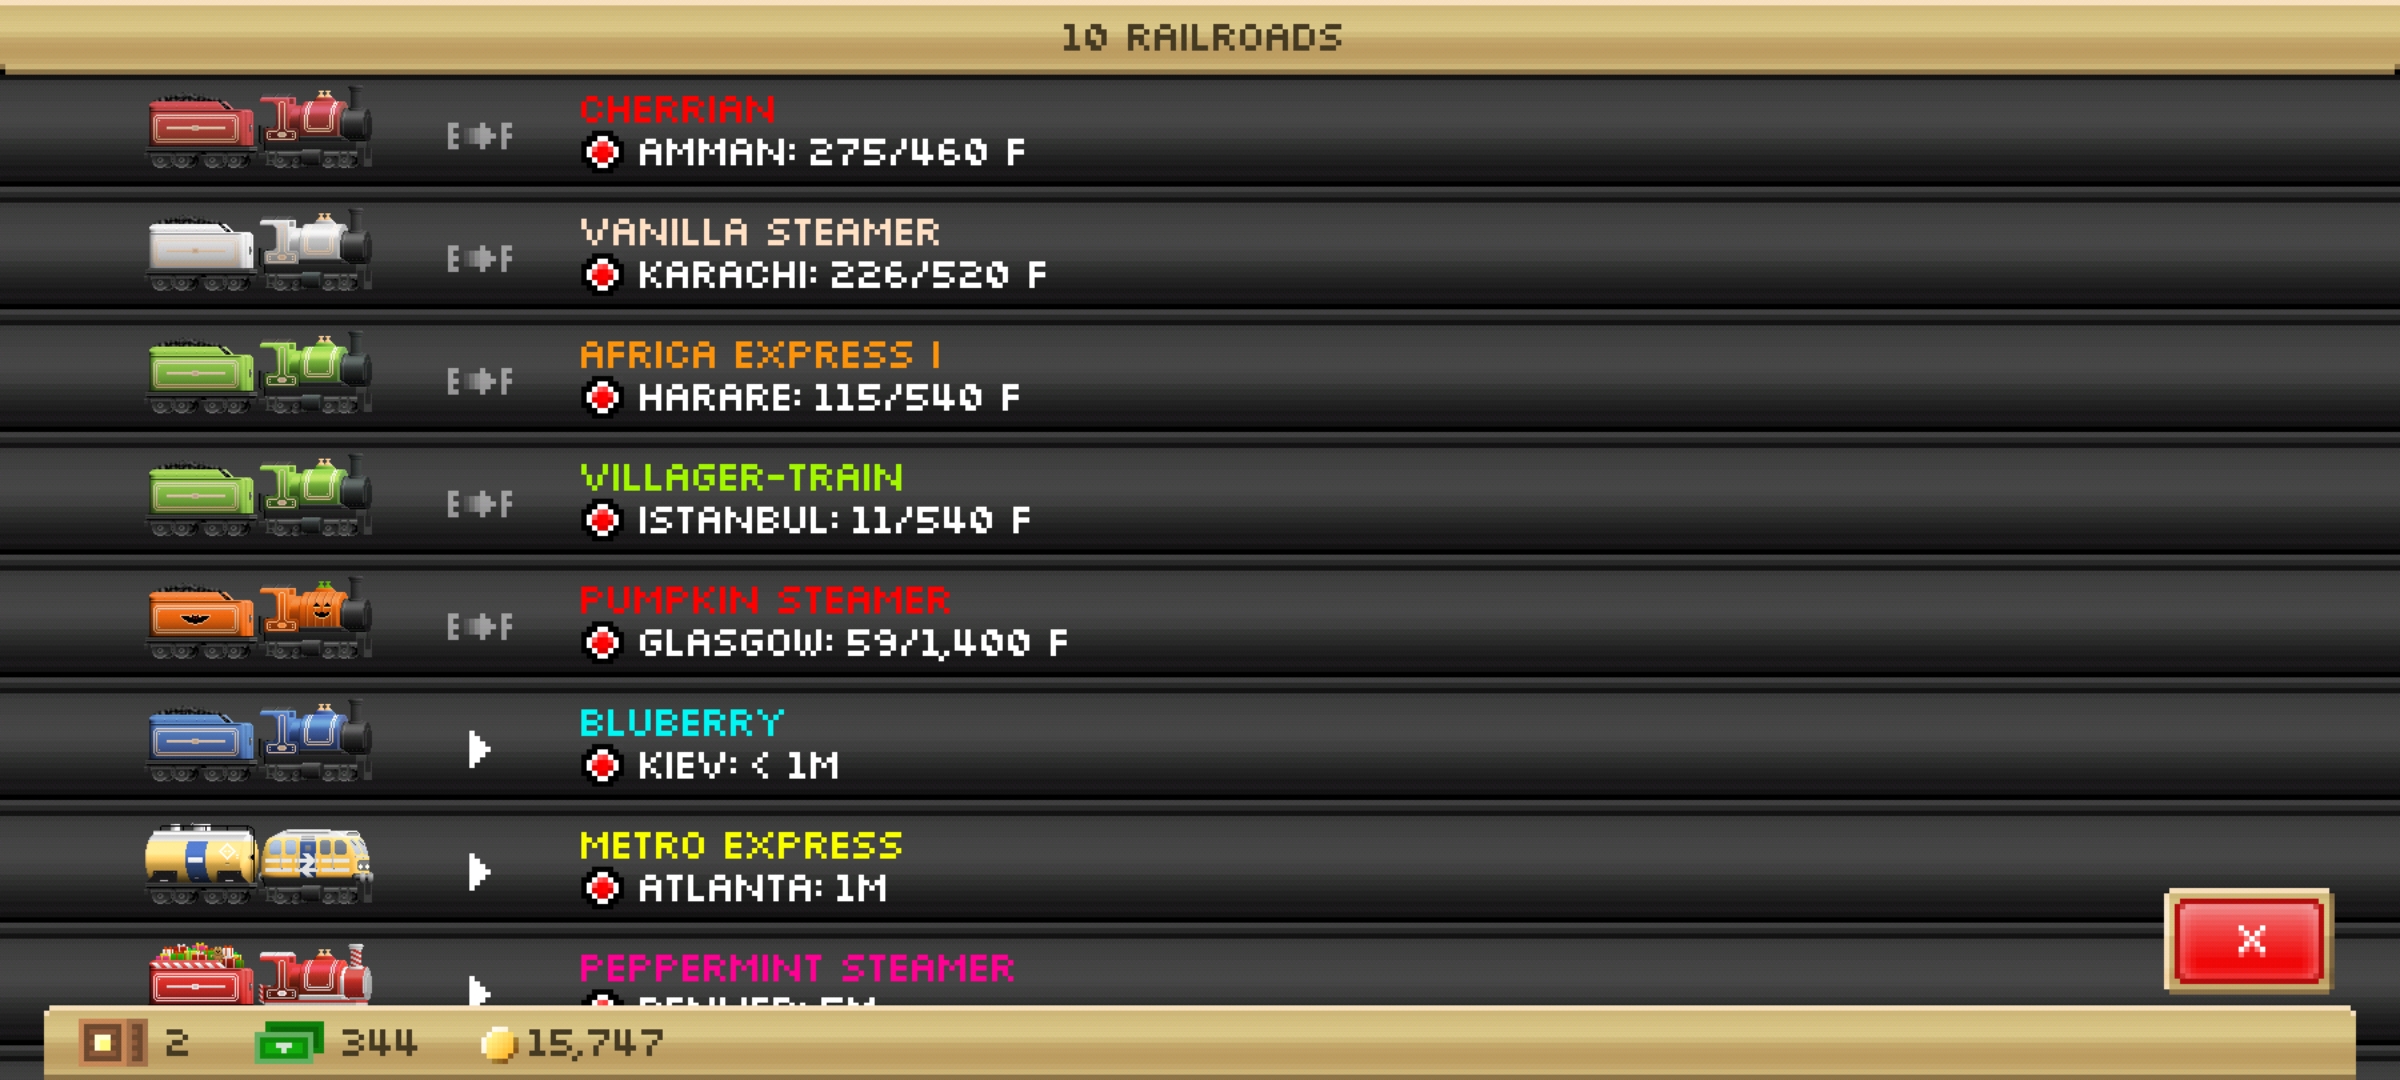 10 RAILROADS
CHERRIAN
E F AMMAN: 275/460 F
VANILLA STEAMER
E F KARACHI: 226/520 F
AFRICA EXPRESS I
E F HARARE: 115/540 F
VILLAGER-TRAIN
E F ISTANBUL: 11/540 F
PUMPKIN STEAMER
E F GLASGOW: 59/1,400 F
BLUBERRY
KIEV: < 1M
METRO EXPRESS
ATLANTA: 1M
PEPPERMINT STEAMER
X
2 344 15,747